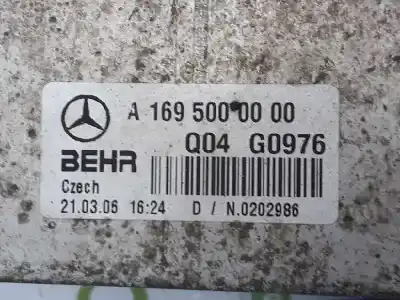 A 169 500 00 00
BEHR Q04 G0976
Czech
21.03.06 16:24 D / N.0202986